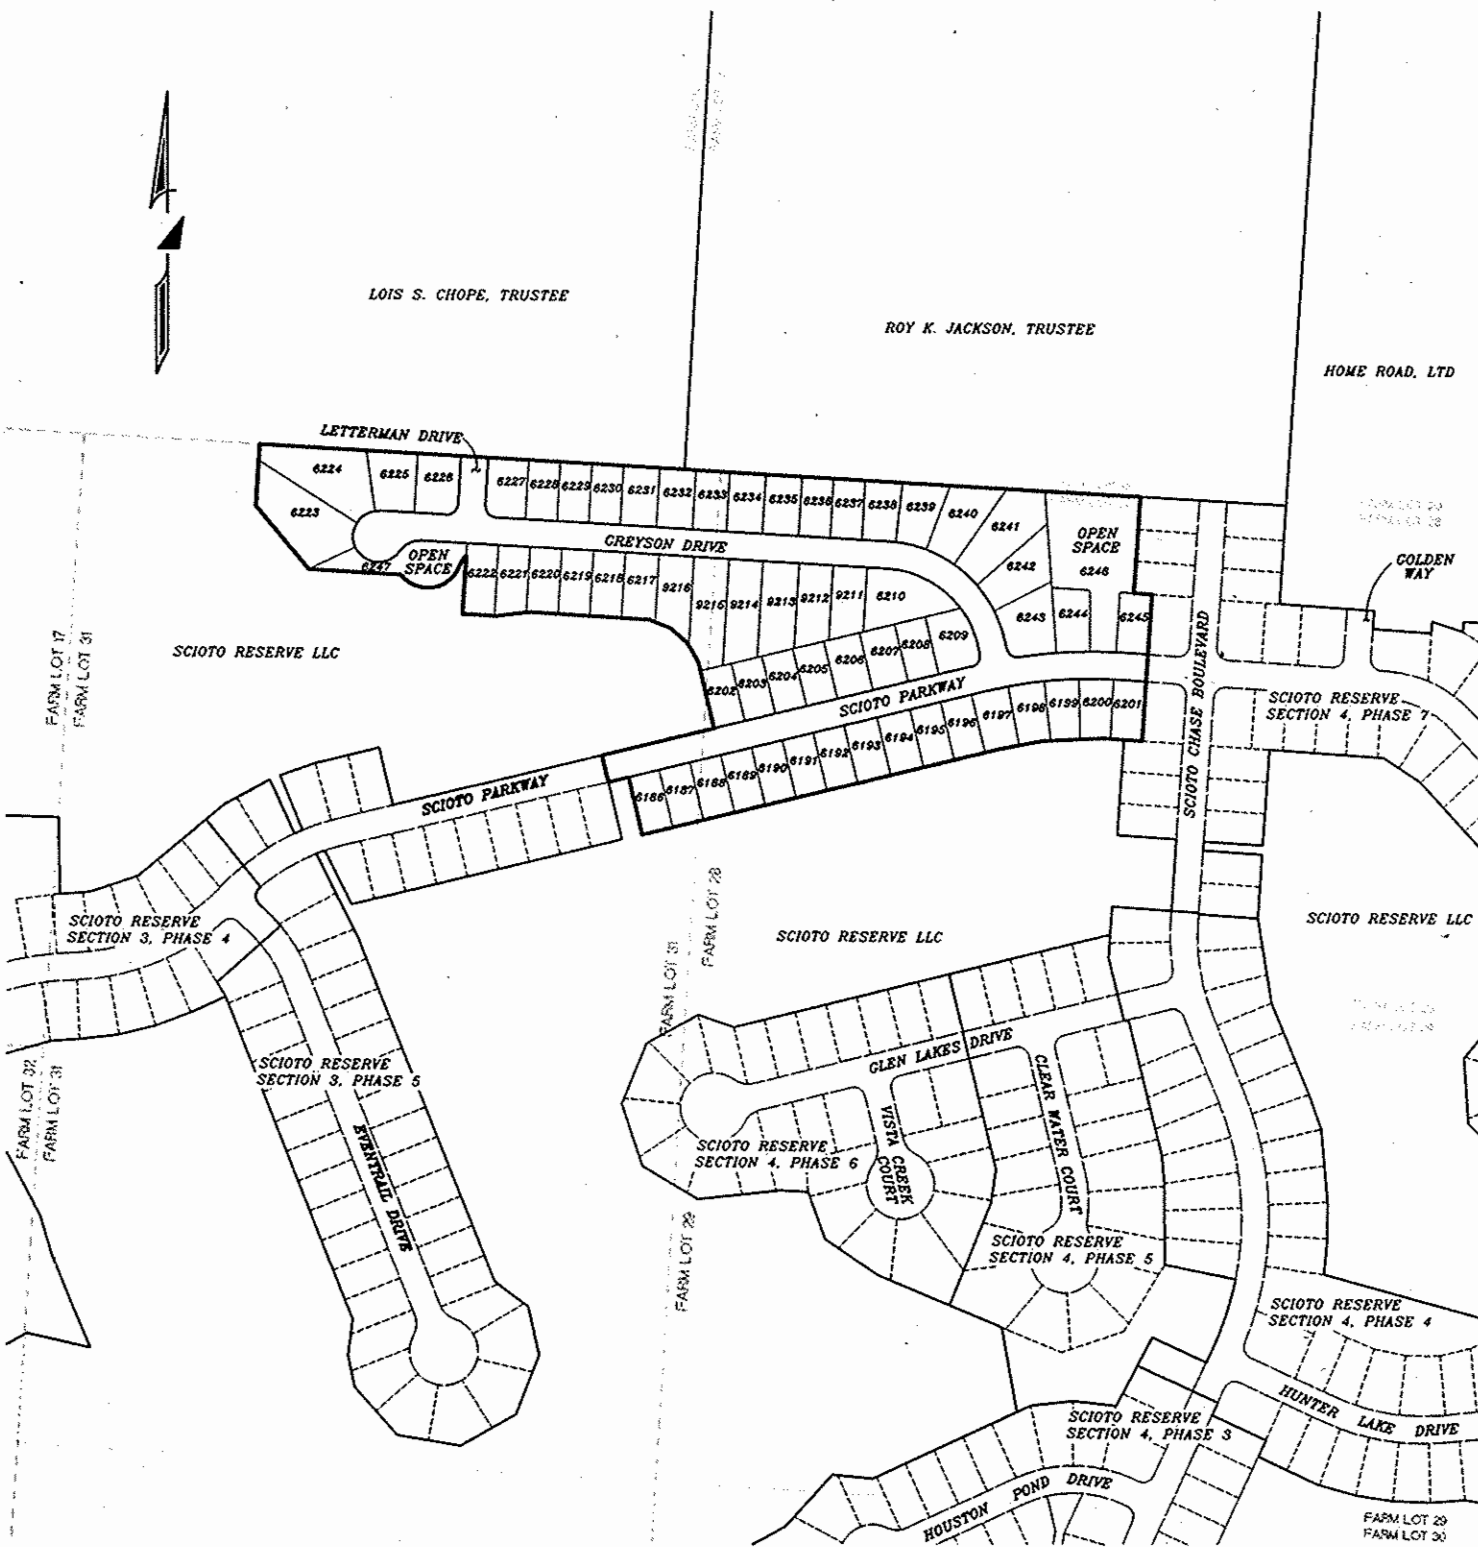 LOIS S. CHOPE, TRUSTEE
ROY K. JACKSON, TRUSTEE
HOME ROAD, LTD
LETTERMAN DRIVE
6224
6225
6226
6227
6228
6229
6230
6231
6232
6233
6234
6235
6236
6237
6238
6239
6240
6241
6223
GREYSON DRIVE
OPEN
SPACE
6246
6242
6247
OPEN
SPACE
6222
6221
6220
6219
6218
6217
9216
9215
9214
9213
9212
9211
6210
6243
6244
6245
GOLDEN
WAY
FARM LOT 17
FARM LOT 31
SCIOTO RESERVE LLC
6202
6203
6204
6205
6206
6207
6208
6209
SCIOTO PARKWAY
SCIOTO CHASE BOULEVARD
SCIOTO RESERVE
SECTION 4, PHASE 7
6186
6187
6188
6189
6190
6191
6192
6193
6194
6195
6196
6197
6198
6199
6200
6201
SCIOTO PARKWAY
SCIOTO RESERVE
SECTION 3, PHASE 4
FARM LOT 31
FARM LOT 28
SCIOTO RESERVE LLC
SCIOTO RESERVE LLC
FARM LOT 32
FARM LOT 31
SCIOTO RESERVE
SECTION 3, PHASE 5
EVENTRAIL DRIVE
GLEN LAKES DRIVE
CLEAR WATER COURT
VISTA CREEK
COURT
SCIOTO RESERVE
SECTION 4, PHASE 6
FARM LOT 29
SCIOTO RESERVE
SECTION 4, PHASE 5
SCIOTO RESERVE
SECTION 4, PHASE 4
HUNTER LAKE DRIVE
SCIOTO RESERVE
SECTION 4, PHASE 3
HOUSTON POND DRIVE
FARM LOT 29
FARM LOT 30